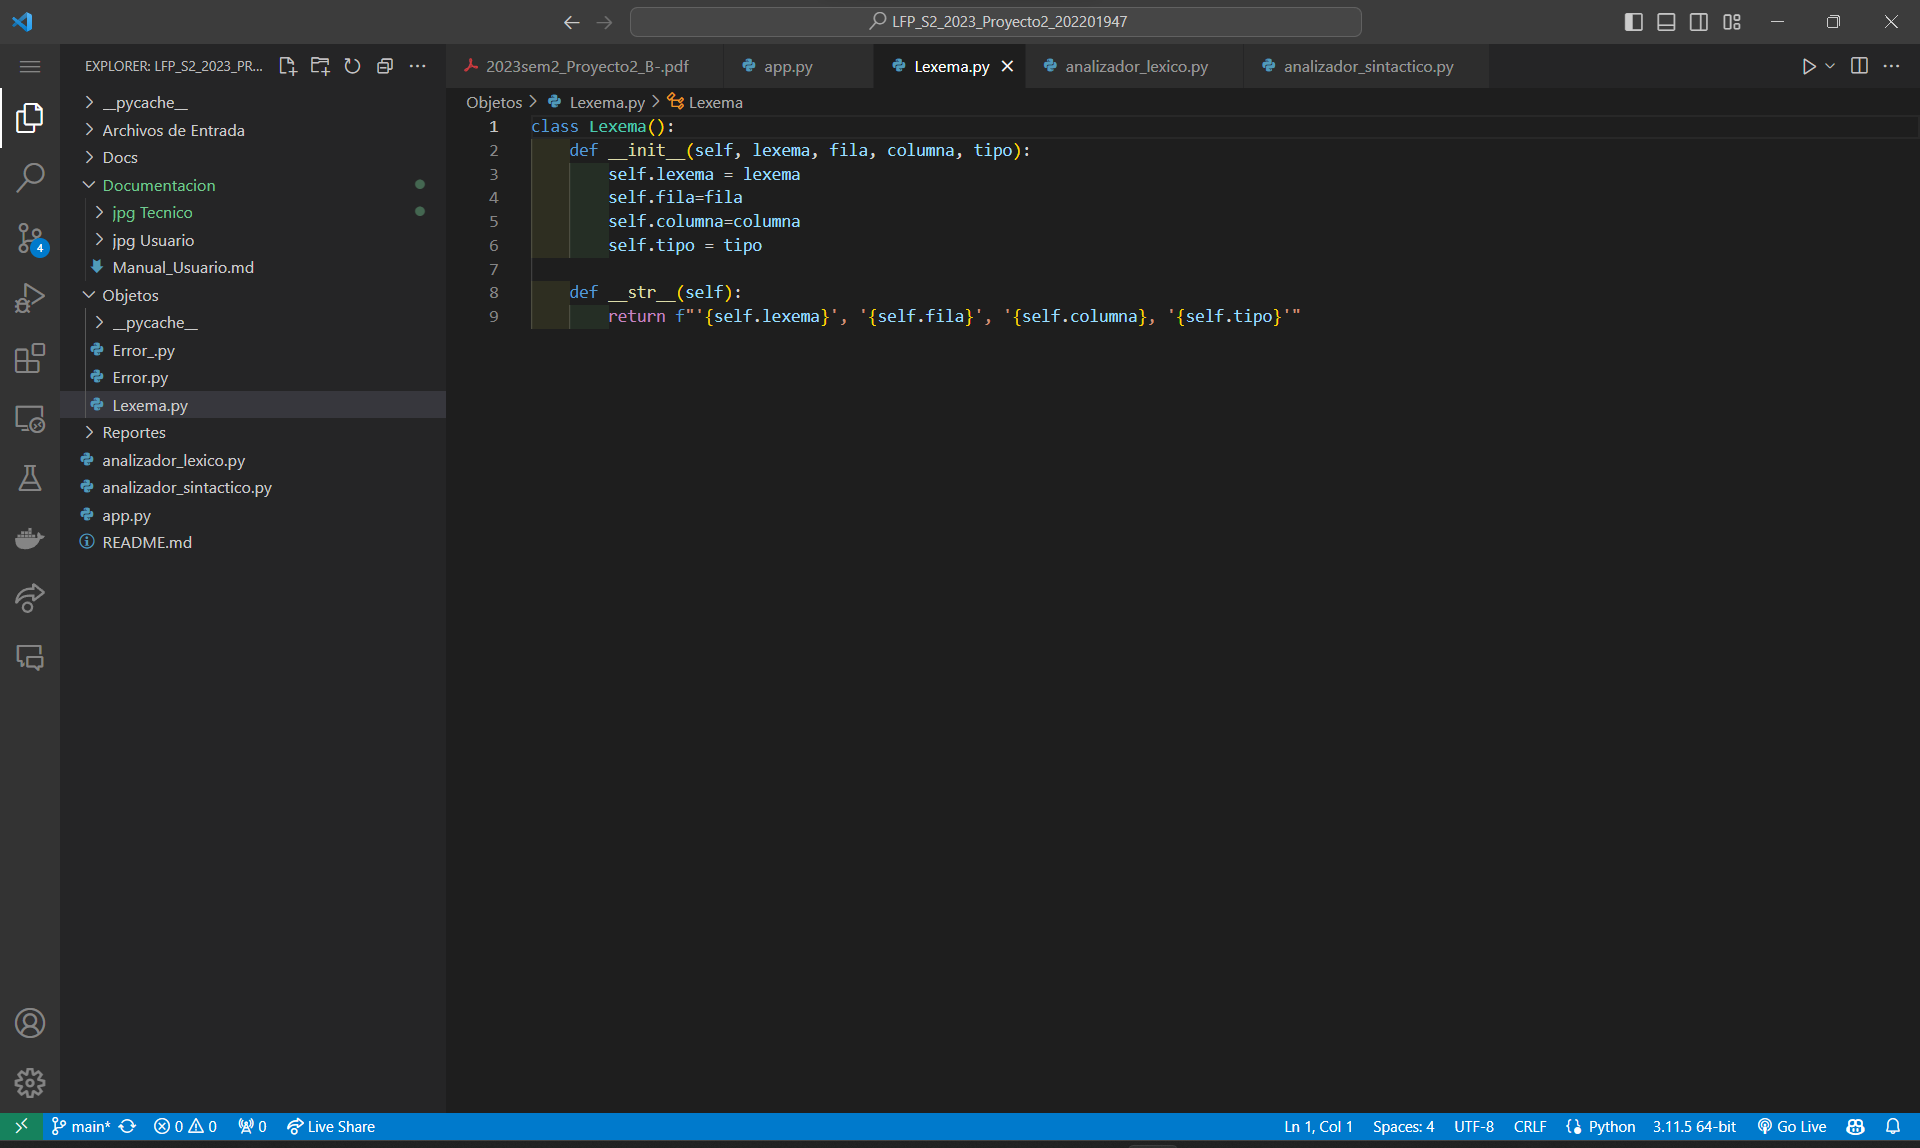 LFP_S2_2023_Proyecto2_202201947
EXPLORER: LFP_S2_2023_PR...
__pycache__
Archivos de Entrada
Docs
Documentacion
jpg Tecnico
jpg Usuario
Manual_Usuario.md
Objetos
__pycache__
Error_.py
Error.py
Lexema.py
Reportes
analizador_lexico.py
analizador_sintactico.py
app.py
README.md
4
2023sem2_Proyecto2_B-.pdf
app.py
Lexema.py
analizador_lexico.py
analizador_sintactico.py
Objetos > Lexema.py > Lexema
1 class Lexema():
2 def __init__(self, lexema, fila, columna, tipo):
3 self.lexema = lexema
4 self.fila=fila
5 self.columna=columna
6 self.tipo = tipo
7
8 def __str__(self):
9 return f"'{self.lexema}', '{self.fila}', '{self.columna}, '{self.tipo}'"
main* 0 0 0 Live Share Ln 1, Col 1 Spaces: 4 UTF-8 CRLF Python 3.11.5 64-bit Go Live